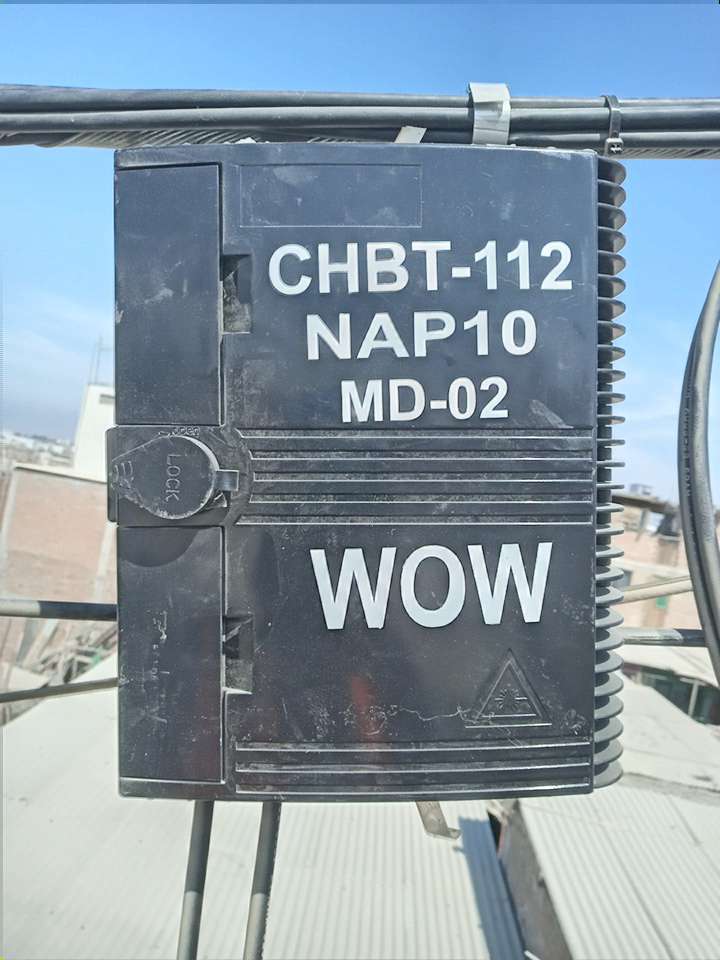 CHBT-112
NAP10
MD-02
LOCK
WOW